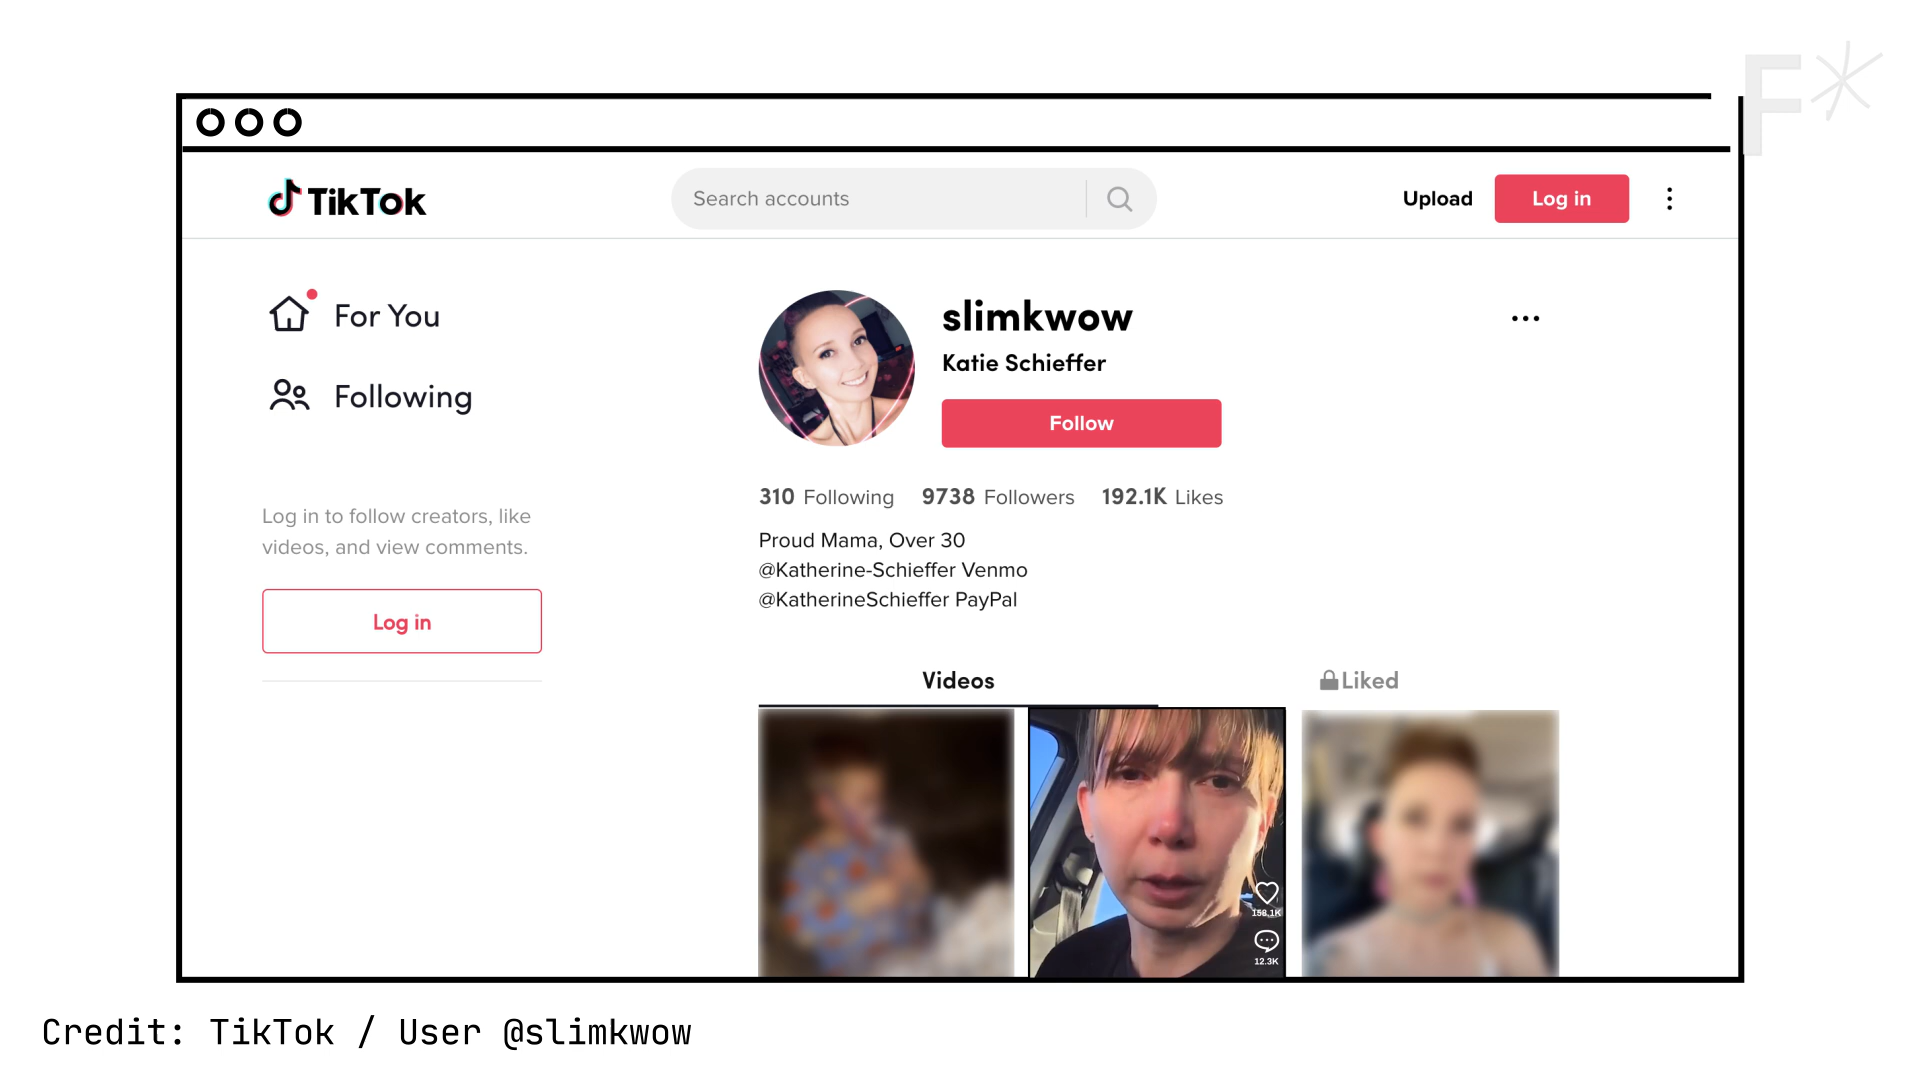 F*
TikTok
Search accounts
Upload
Log in
For You
Following
slimkwow
Katie Schieffer
Follow
310 Following 9738 Followers 192.1K Likes
Log in to follow creators, like
videos, and view comments.
Log in
Proud Mama, Over 30
@Katherine-Schieffer Venmo
@KatherineSchieffer PayPal
Videos
Liked
158.1K
12.3K
Credit: TikTok / User @slimkwow